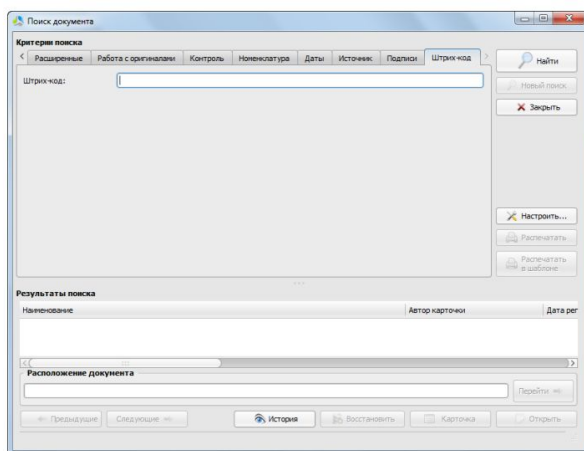 Поиск документа
Критерии поиска
Расширенные Работа с оригиналами Контроль Номенклатура Даты Источник Подписи Штрих-код
Найти
Штрих-код:
Новый поиск
Закрыть
Настроить...
Распечатать
Распечатать
в шаблоне
Результаты поиска
Наименование Автор карточки Дата рег
Расположение документа
Перейти
Предыдущие Следующие История Восстановить Карточка Открыть